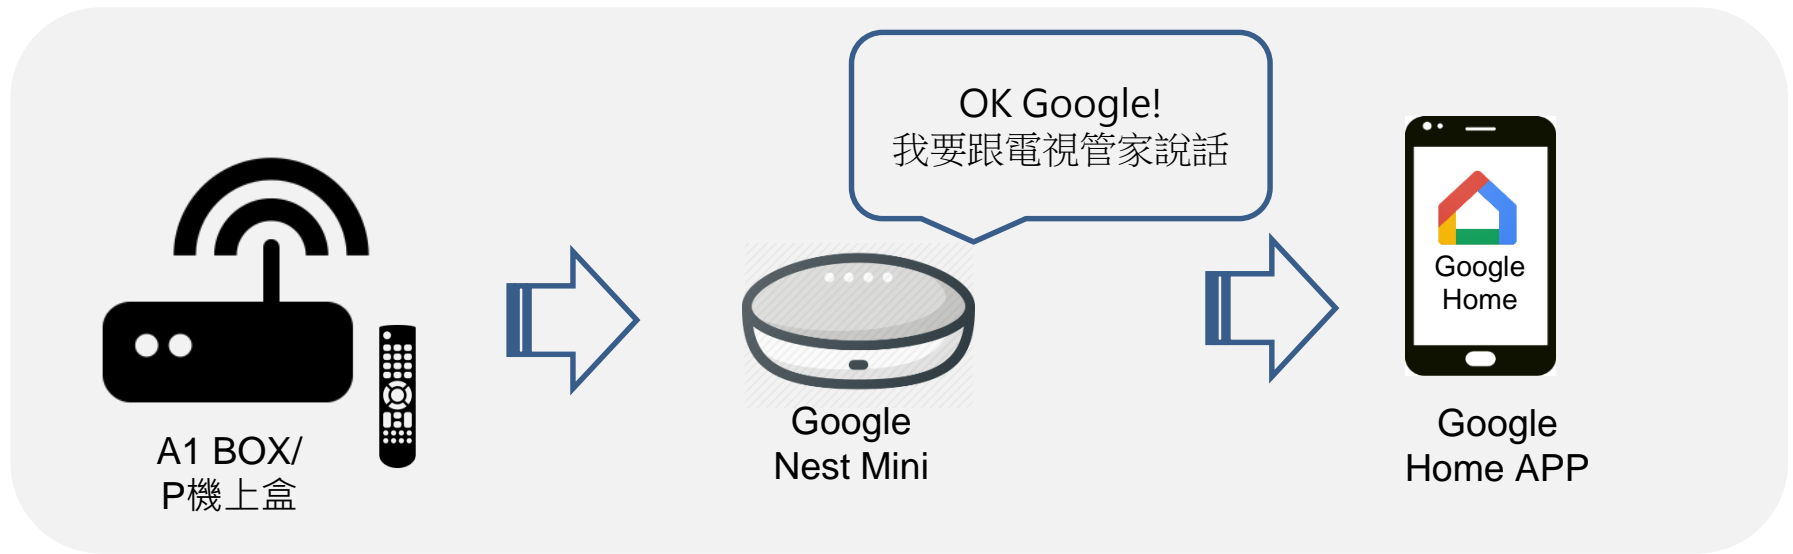 OK Google!
我要跟電視管家說話
Google
Home
A1 BOX/
P機上盒
Google
Nest Mini
Google
Home APP